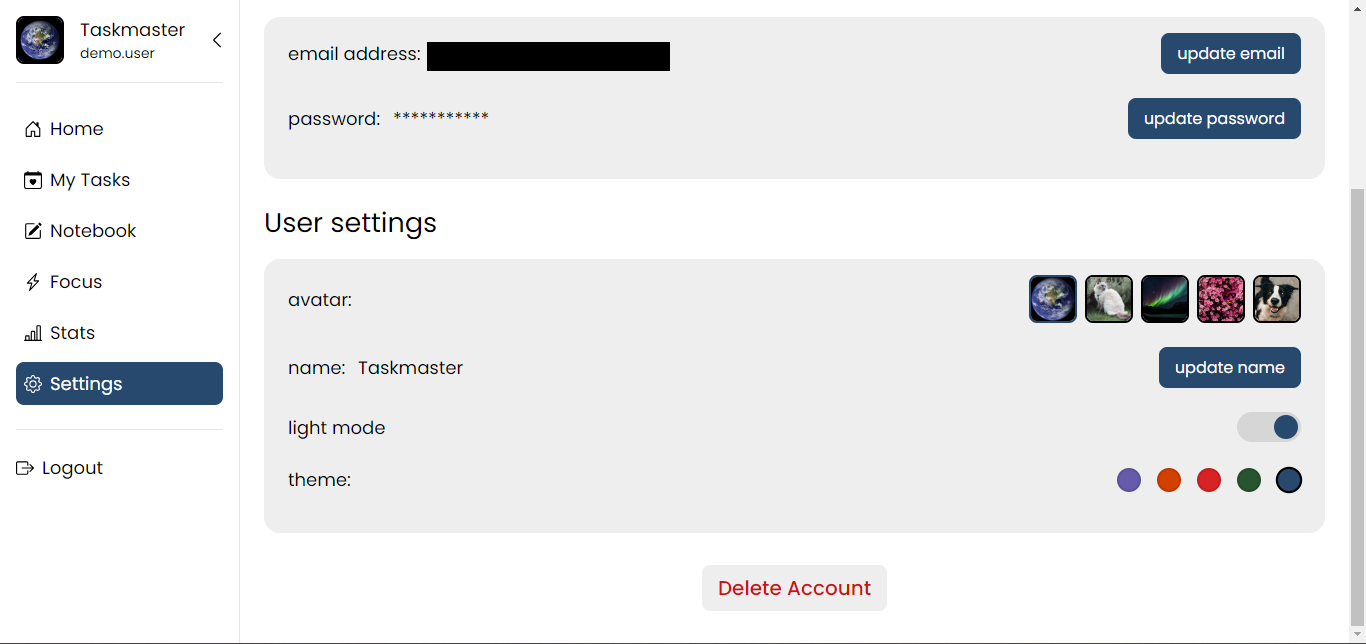 Taskmaster
demo.user
Home
My Tasks
Notebook
Focus
Stats
Settings
Logout
email address:
update email
password: ***********
update password
User settings
avatar:
name: Taskmaster
update name
light mode
theme:
Delete Account